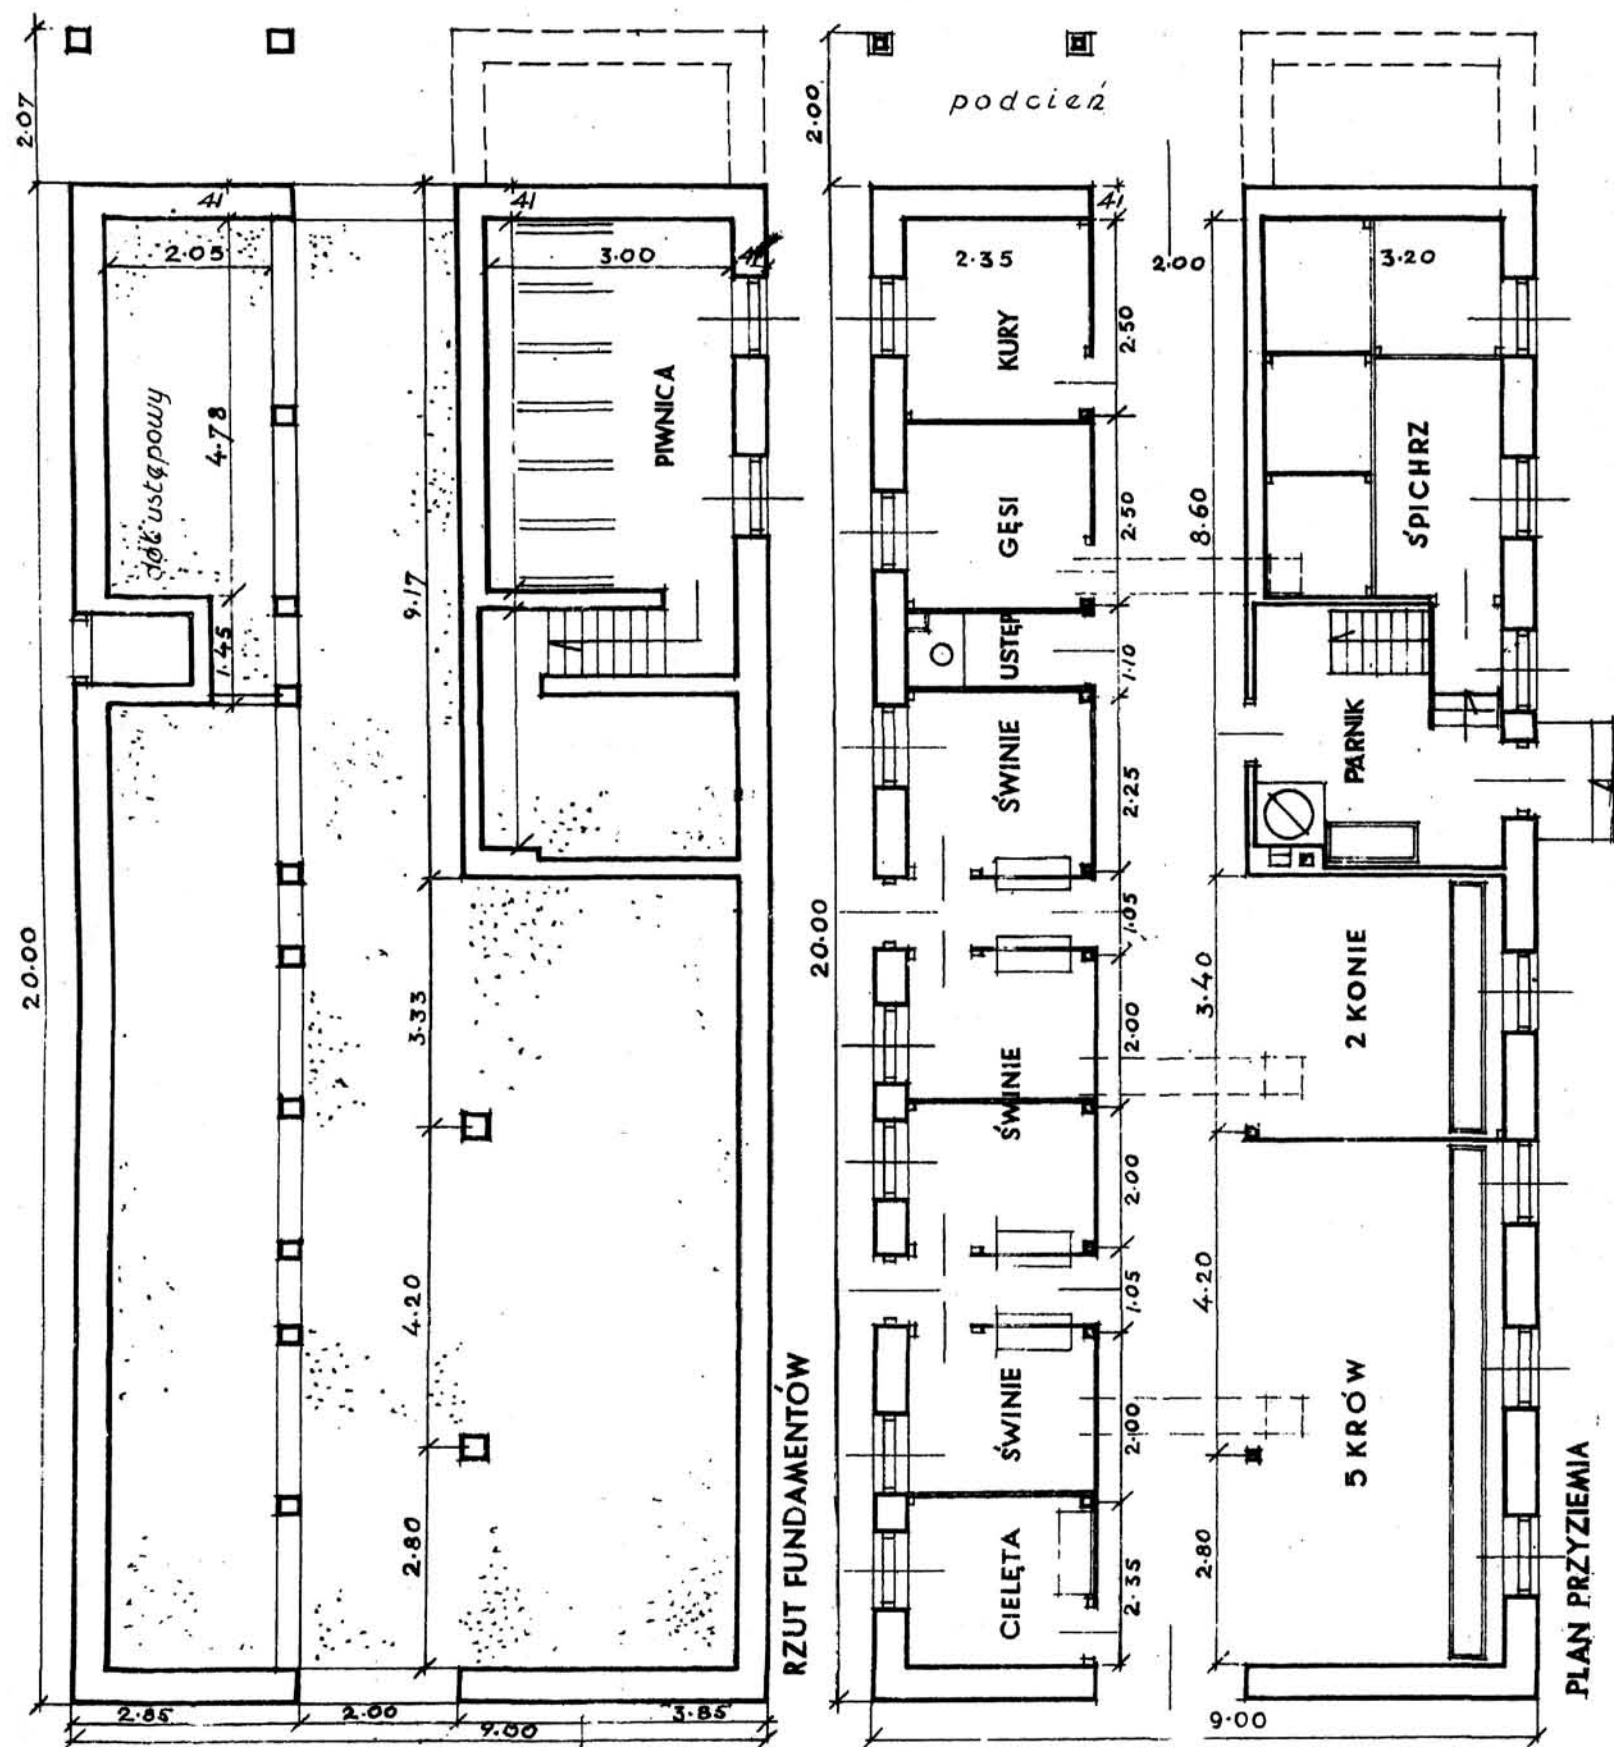 2.07
20.00
41
2.05
4.78
dół ustępowy
1.45
41
3.00
41
PIWNICA
9.17
3.33
4.20
2.80
2.85
2.00
3.85
9.00
RZUT FUNDAMENTÓW
2.00
20.00
podcień
41
2.35
2.00
3.20
KURY
2.50
GĘSI
2.50
USTĘP
1.10
ŚWINIE
2.25
1.05
ŚWINIE
2.00
2.00
1.05
ŚWINIE
2.00
CIELĘTA
2.35
8.60
ŚPICHRZ
PARNIK
3.40
2 KONIE
4.20
5 KRÓW
2.80
9.00
PLAN PRZYZIEMIA